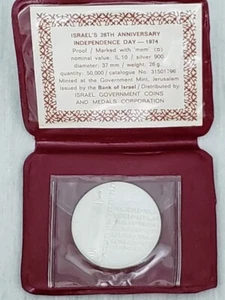 ISRAEL'S 26TH ANNIVERSARY
INDEPENDENCE DAY—1974
Proof / Marked with 'mem' (מ)
nominal value: IL.10 / silver 900
diameter: 37 mm / weight: 26 g
quantity: 50,000 / catalogue No. 31501796
Minted at the Government Mint, Jerusalem
Issued by the Bank of Israel / Distributed by
ISRAEL GOVERNMENT COINS
AND MEDALS CORPORATION